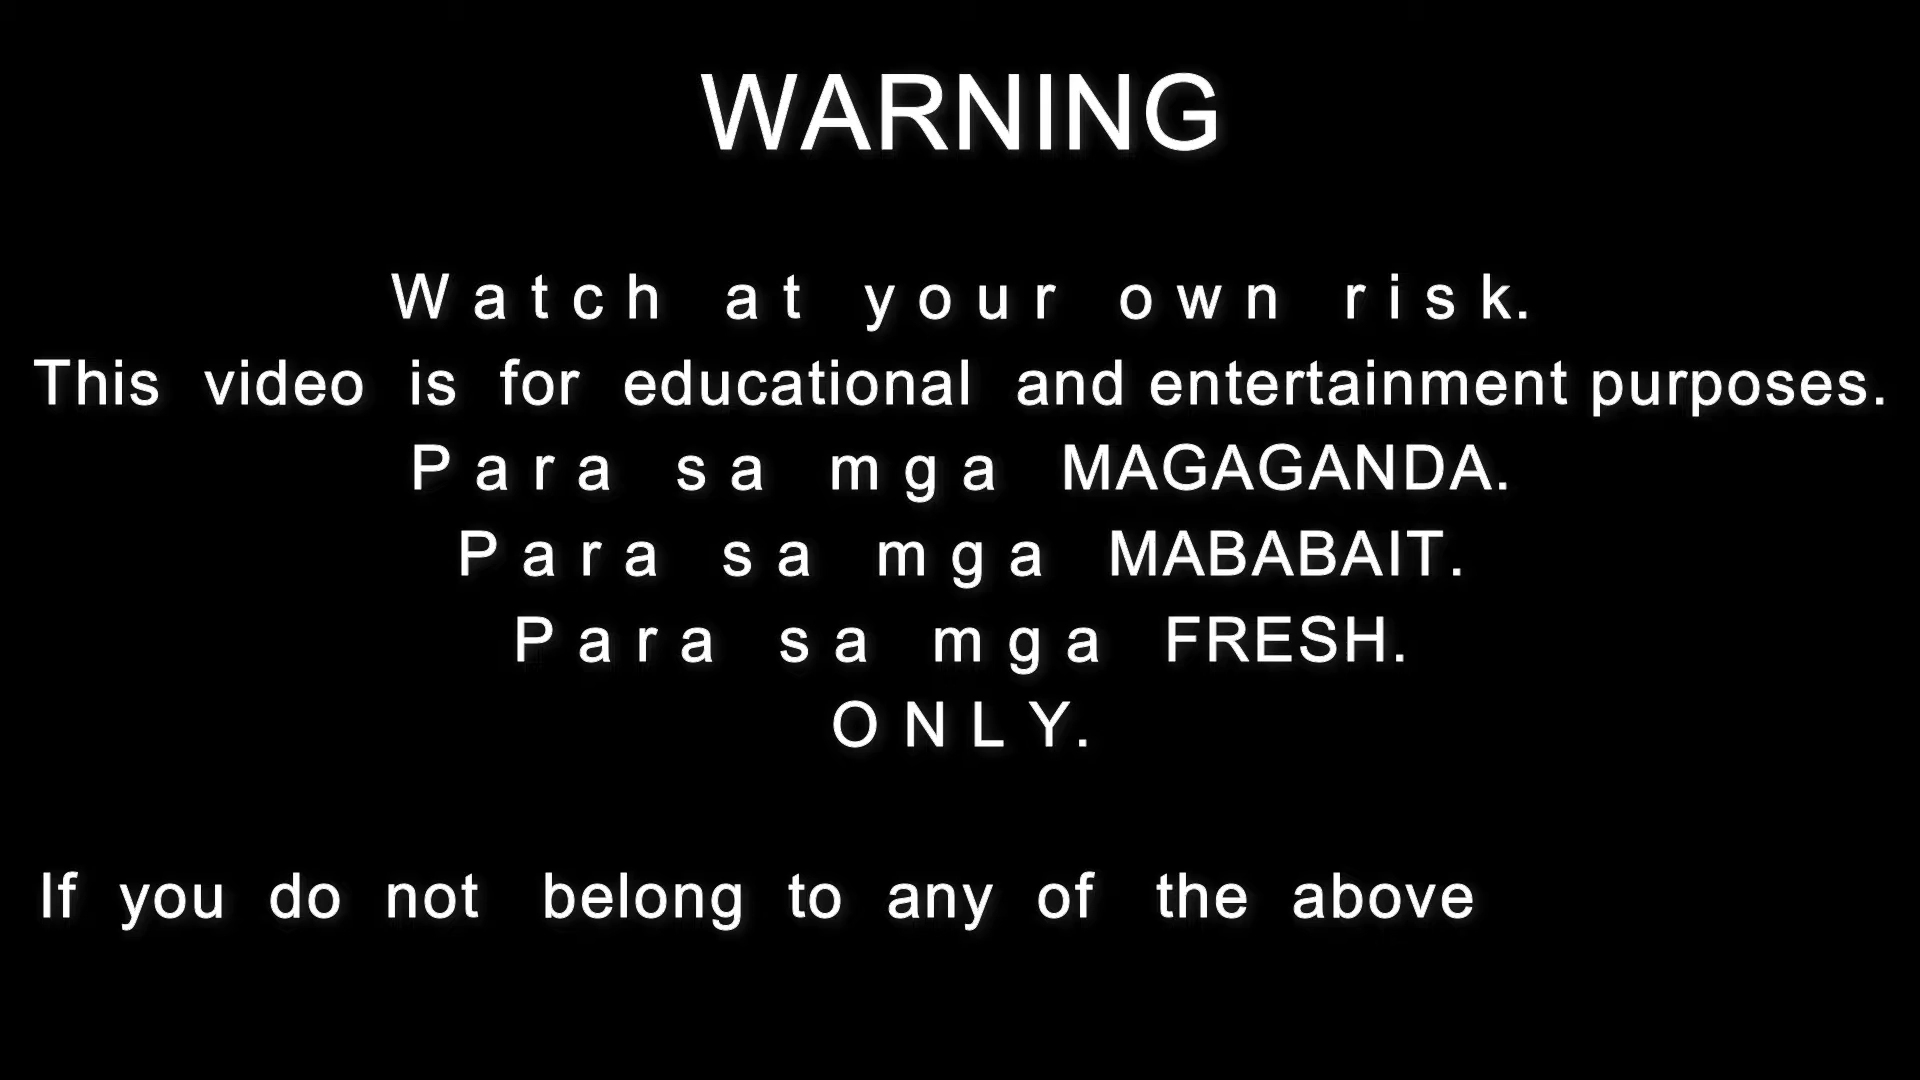 WARNING
Watch at your own risk.
This video is for educational and entertainment purposes.
Para sa mga MAGAGANDA.
Para sa mga MABABAIT.
Para sa mga FRESH.
ONLY.
If you do not belong to any of the above